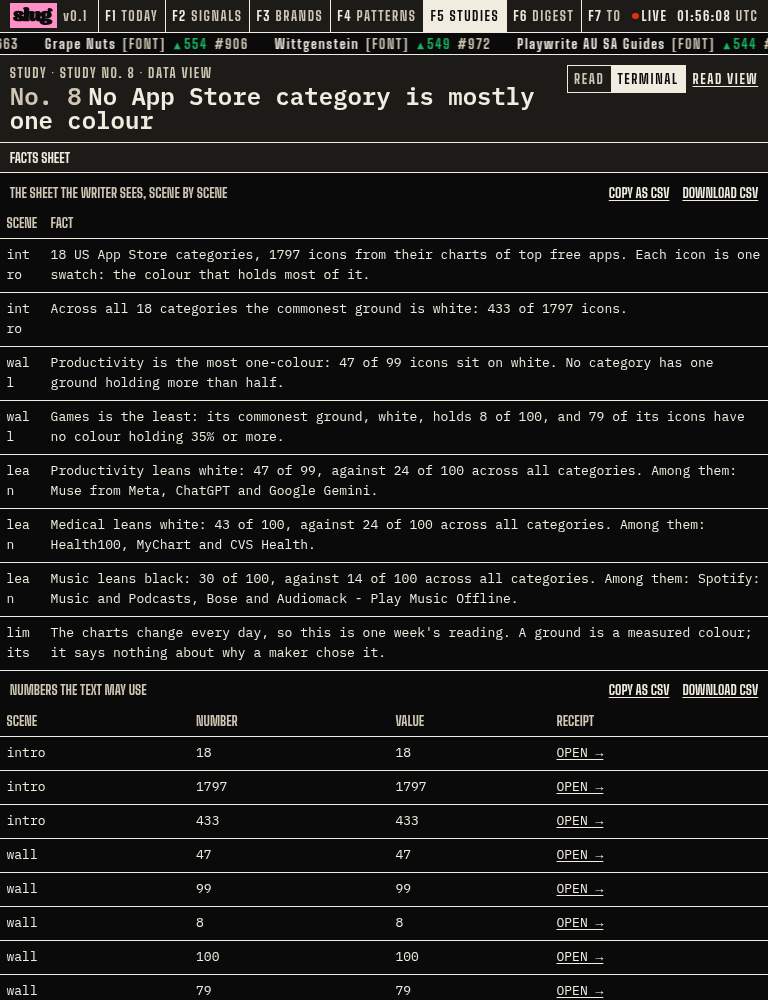 slug v0.1 F1 TODAY F2 SIGNALS F3 BRANDS F4 PATTERNS F5 STUDIES F6 DIGEST F7 TO LIVE 01:56:08 UTC
663 Grape Nuts [FONT] ▲554 #906 Wittgenstein [FONT] ▲549 #972 Playwrite AU SA Guides [FONT] ▲544 #
STUDY · STUDY NO. 8 · DATA VIEW
READ TERMINAL READ VIEW
No. 8 No App Store category is mostly
one colour
FACTS SHEET
THE SHEET THE WRITER SEES, SCENE BY SCENE COPY AS CSV DOWNLOAD CSV
SCENE FACT
int 18 US App Store categories, 1797 icons from their charts of top free apps. Each icon is one
ro swatch: the colour that holds most of it.
int Across all 18 categories the commonest ground is white: 433 of 1797 icons.
ro
wal Productivity is the most one-colour: 47 of 99 icons sit on white. No category has one
l ground holding more than half.
wal Games is the least: its commonest ground, white, holds 8 of 100, and 79 of its icons have
l no colour holding 35% or more.
lea Productivity leans white: 47 of 99, against 24 of 100 across all categories. Among them:
n Muse from Meta, ChatGPT and Google Gemini.
lea Medical leans white: 43 of 100, against 24 of 100 across all categories. Among them:
n Health100, MyChart and CVS Health.
lea Music leans black: 30 of 100, against 14 of 100 across all categories. Among them: Spotify:
n Music and Podcasts, Bose and Audiomack - Play Music Offline.
lim The charts change every day, so this is one week's reading. A ground is a measured colour;
its it says nothing about why a maker chose it.
NUMBERS THE TEXT MAY USE COPY AS CSV DOWNLOAD CSV
SCENE NUMBER VALUE RECEIPT
intro 18 18 OPEN →
intro 1797 1797 OPEN →
intro 433 433 OPEN →
wall 47 47 OPEN →
wall 99 99 OPEN →
wall 8 8 OPEN →
wall 100 100 OPEN →
wall 79 79 OPEN →